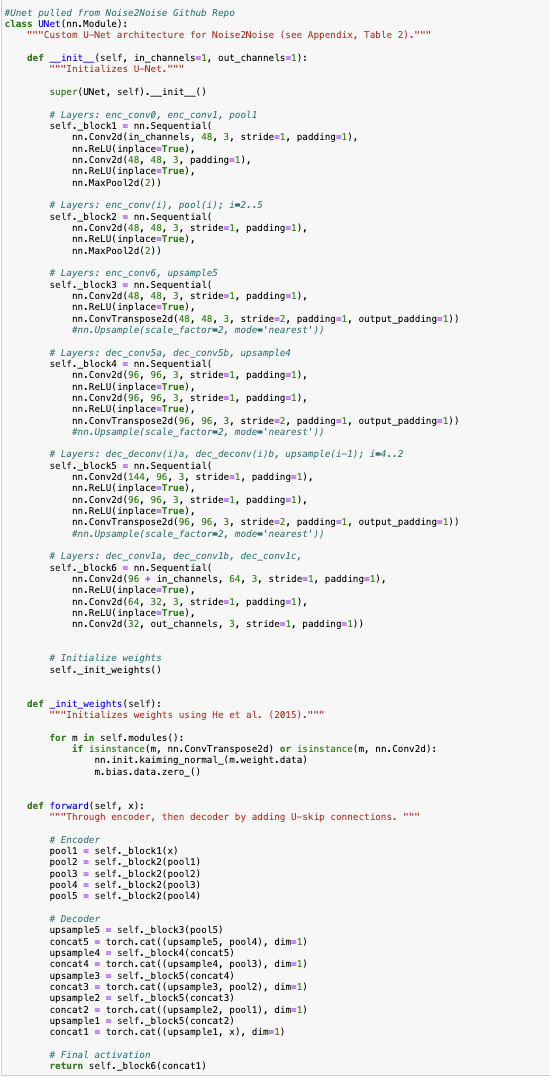 #Unet pulled from Noise2Noise Github Repo
class UNet(nn.Module):
    """Custom U-Net architecture for Noise2Noise (see Appendix, Table 2)."""

    def __init__(self, in_channels=1, out_channels=1):
        """Initializes U-Net."""

        super(UNet, self).__init__()

        # Layers: enc_conv0, enc_conv1, pool1
        self._block1 = nn.Sequential(
            nn.Conv2d(in_channels, 48, 3, stride=1, padding=1),
            nn.ReLU(inplace=True),
            nn.Conv2d(48, 48, 3, padding=1),
            nn.ReLU(inplace=True),
            nn.MaxPool2d(2))

        # Layers: enc_conv(i), pool(i); i=2..5
        self._block2 = nn.Sequential(
            nn.Conv2d(48, 48, 3, stride=1, padding=1),
            nn.ReLU(inplace=True),
            nn.MaxPool2d(2))

        # Layers: enc_conv6, upsample5
        self._block3 = nn.Sequential(
            nn.Conv2d(48, 48, 3, stride=1, padding=1),
            nn.ReLU(inplace=True),
            nn.ConvTranspose2d(48, 48, 3, stride=2, padding=1, output_padding=1))
            #nn.Upsample(scale_factor=2, mode='nearest'))

        # Layers: dec_conv5a, dec_conv5b, upsample4
        self._block4 = nn.Sequential(
            nn.Conv2d(96, 96, 3, stride=1, padding=1),
            nn.ReLU(inplace=True),
            nn.Conv2d(96, 96, 3, stride=1, padding=1),
            nn.ReLU(inplace=True),
            nn.ConvTranspose2d(96, 96, 3, stride=2, padding=1, output_padding=1))
            #nn.Upsample(scale_factor=2, mode='nearest'))

        # Layers: dec_deconv(i)a, dec_deconv(i)b, upsample(i-1); i=4..2
        self._block5 = nn.Sequential(
            nn.Conv2d(144, 96, 3, stride=1, padding=1),
            nn.ReLU(inplace=True),
            nn.Conv2d(96, 96, 3, stride=1, padding=1),
            nn.ReLU(inplace=True),
            nn.ConvTranspose2d(96, 96, 3, stride=2, padding=1, output_padding=1))
            #nn.Upsample(scale_factor=2, mode='nearest'))

        # Layers: dec_conv1a, dec_conv1b, dec_conv1c,
        self._block6 = nn.Sequential(
            nn.Conv2d(96 + in_channels, 64, 3, stride=1, padding=1),
            nn.ReLU(inplace=True),
            nn.Conv2d(64, 32, 3, stride=1, padding=1),
            nn.ReLU(inplace=True),
            nn.Conv2d(32, out_channels, 3, stride=1, padding=1))


        # Initialize weights
        self._init_weights()


    def _init_weights(self):
        """Initializes weights using He et al. (2015)."""

        for m in self.modules():
            if isinstance(m, nn.ConvTranspose2d) or isinstance(m, nn.Conv2d):
                nn.init.kaiming_normal_(m.weight.data)
                m.bias.data.zero_()


    def forward(self, x):
        """Through encoder, then decoder by adding U-skip connections. """

        # Encoder
        pool1 = self._block1(x)
        pool2 = self._block2(pool1)
        pool3 = self._block2(pool2)
        pool4 = self._block2(pool3)
        pool5 = self._block2(pool4)

        # Decoder
        upsample5 = self._block3(pool5)
        concat5 = torch.cat((upsample5, pool4), dim=1)
        upsample4 = self._block4(concat5)
        concat4 = torch.cat((upsample4, pool3), dim=1)
        upsample3 = self._block5(concat4)
        concat3 = torch.cat((upsample3, pool2), dim=1)
        upsample2 = self._block5(concat3)
        concat2 = torch.cat((upsample2, pool1), dim=1)
        upsample1 = self._block5(concat2)
        concat1 = torch.cat((upsample1, x), dim=1)

        # Final activation
        return self._block6(concat1)